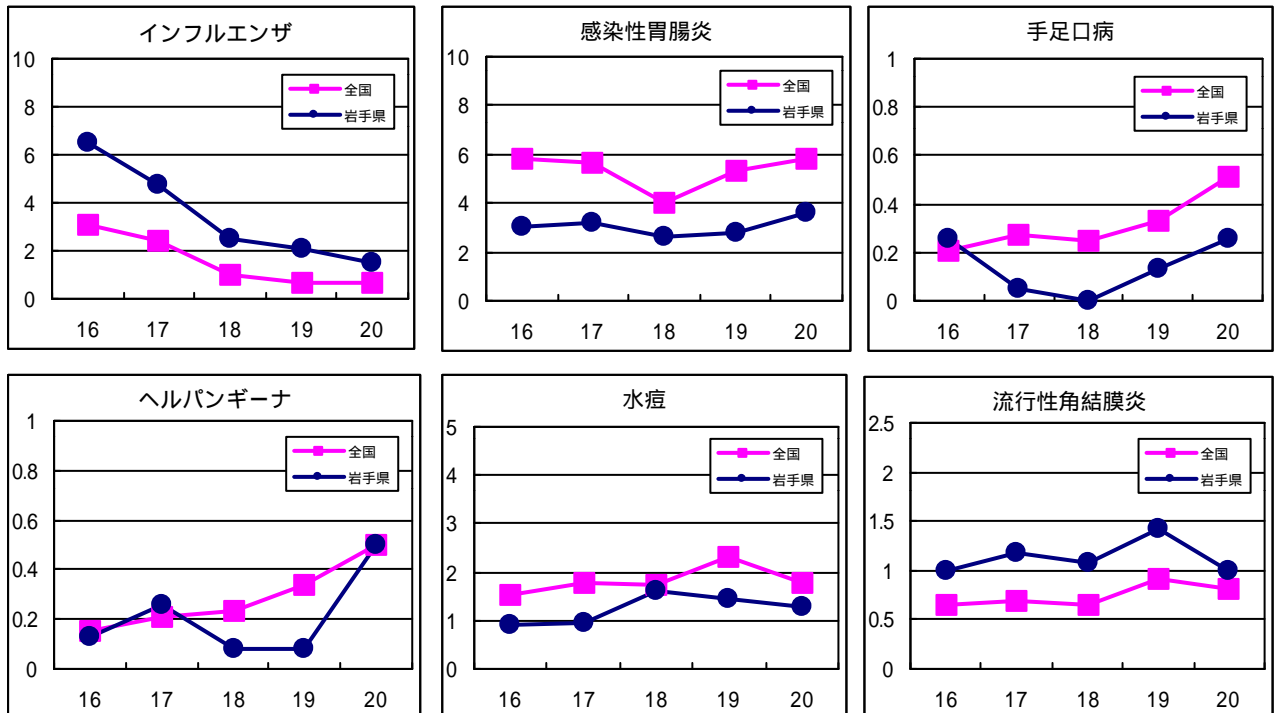 インフルエンザ
10
8
6
4
2
0
全国
岩手県
16 17 18 19 20
感染性胃腸炎
10
8
6
4
2
0
全国
岩手県
16 17 18 19 20
手足口病
1
0.8
0.6
0.4
0.2
0
全国
岩手県
16 17 18 19 20
ヘルパンギーナ
1
0.8
0.6
0.4
0.2
0
全国
岩手県
16 17 18 19 20
水痘
5
4
3
2
1
0
全国
岩手県
16 17 18 19 20
流行性角結膜炎
2.5
2
1.5
1
0.5
0
全国
岩手県
16 17 18 19 20